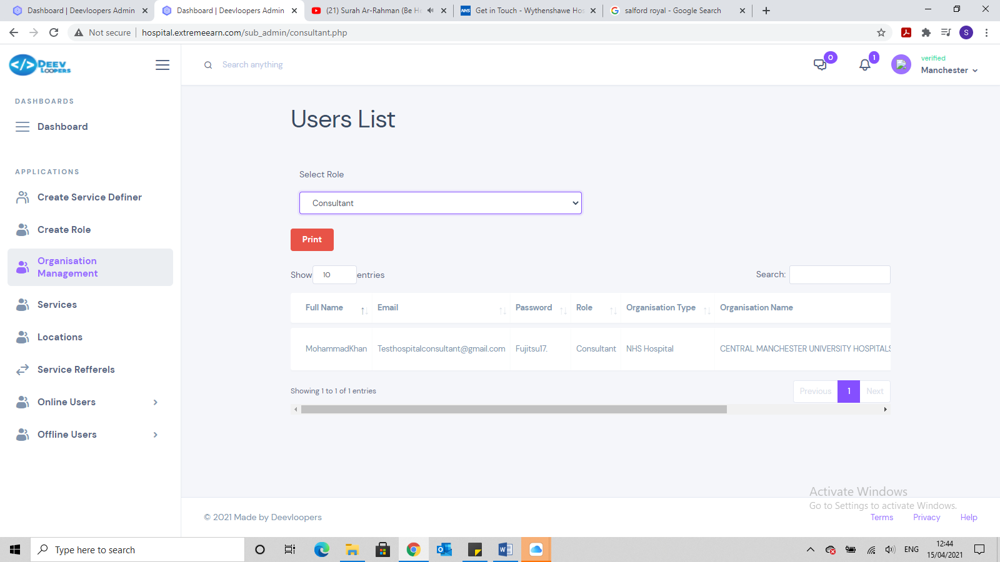 Dashboard | Deevloopers Admin
Dashboard | Deevloopers Admin
(21) Surah Ar-Rahman (Be He
NHS
Get in Touch - Wythenshawe Hos
salford royal - Google Search
Not secure
hospital.extremeearn.com/sub_admin/consultant.php
S
</> DEEV
LOOPERS
Search anything
0
1
verified
Manchester
DASHBOARDS
Dashboard
APPLICATIONS
Create Service Definer
Create Role
Organisation
Management
Services
Locations
Service Refferels
Online Users
Offline Users
Users List
Select Role
Consultant
Print
Show 10 entries
Search:
Full Name Email Password Role Organisation Type Organisation Name
MohammadKhan Testhospitalconsultant@gmail.com Fujitsu17. Consultant NHS Hospital CENTRAL MANCHESTER UNIVERSITY HOSPITALS
Showing 1 to 1 of 1 entries
Previous 1 Next
Activate Windows
Go to Settings to activate Windows.
© 2021 Made by Deevloopers
Terms Privacy Help
Type here to search
ENG
12:44
15/04/2021